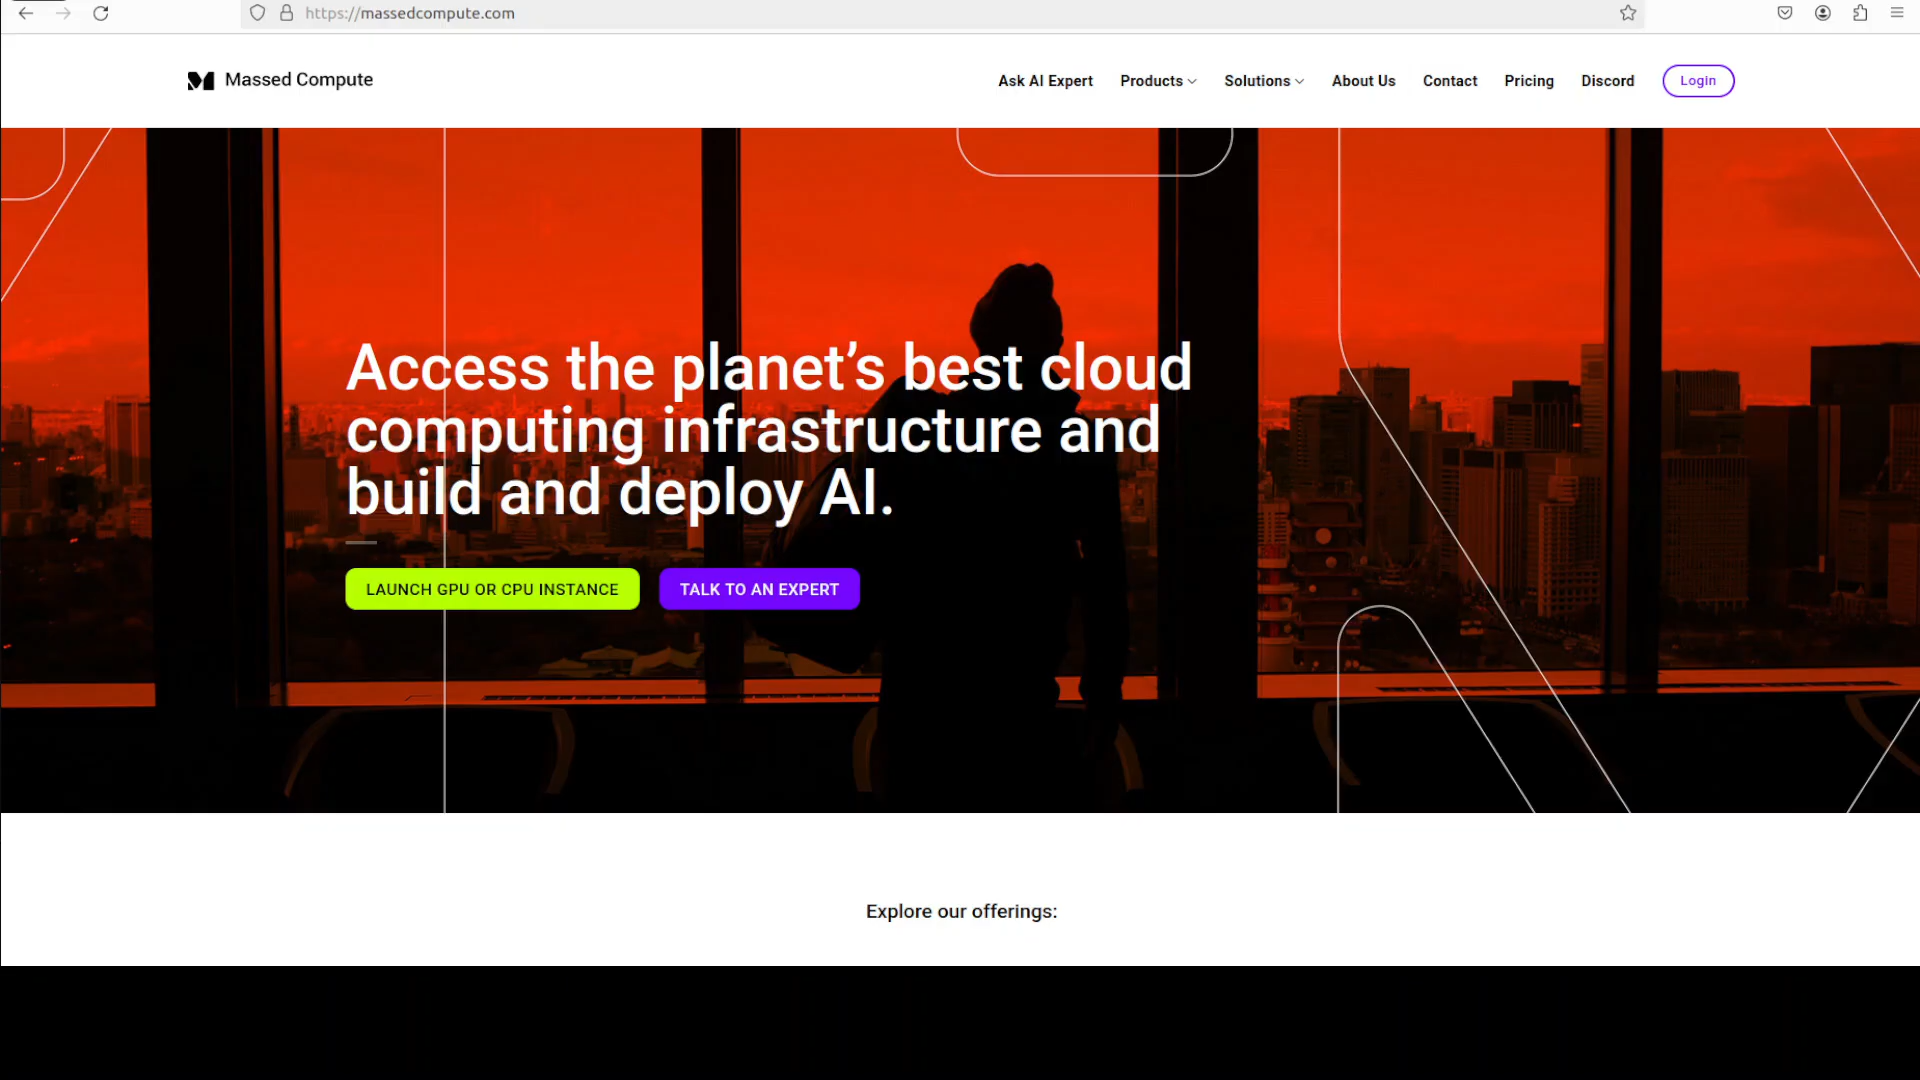 https://massedcompute.com
Massed Compute
Ask AI Expert
Products
Solutions
About Us
Contact
Pricing
Discord
Login
Access the planet’s best cloud
computing infrastructure and
build and deploy AI.
LAUNCH GPU OR CPU INSTANCE
TALK TO AN EXPERT
Explore our offerings: